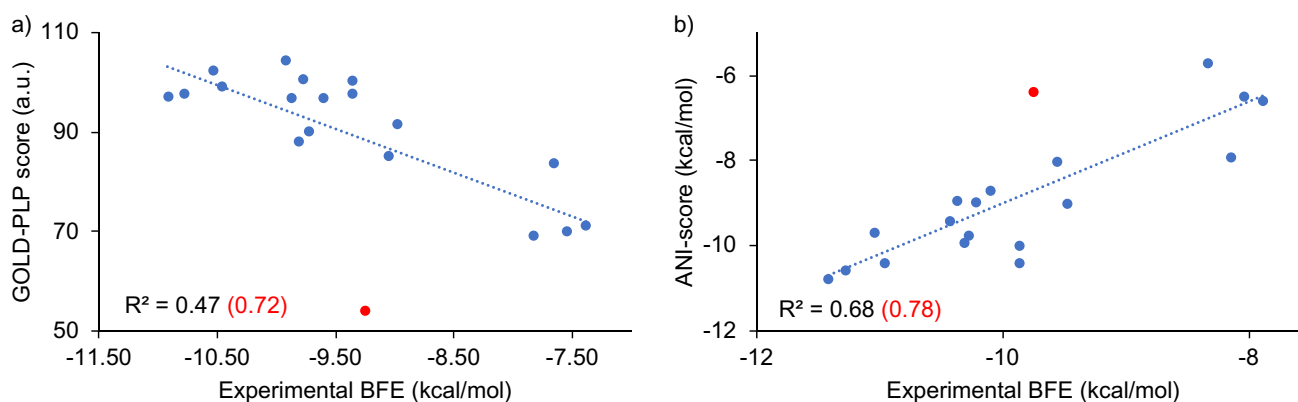 a)
GOLD-PLP score (a.u.)
110
90
70
50
R² = 0.47 (0.72)
-11.50 -10.50 -9.50 -8.50 -7.50
Experimental BFE (kcal/mol)
b)
ANI-score (kcal/mol)
-6
-8
-10
-12
R² = 0.68 (0.78)
-12 -10 -8
Experimental BFE (kcal/mol)